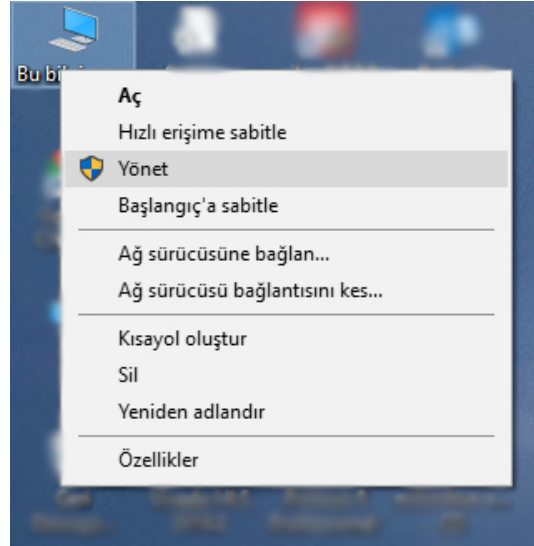 Bu
Aç
Hızlı erişime sabitle
Yönet
Başlangıç'a sabitle
Ağ sürücüsüne bağlan...
Ağ sürücüsü bağlantısını kes...
Kısayol oluştur
Sil
Yeniden adlandır
Özellikler